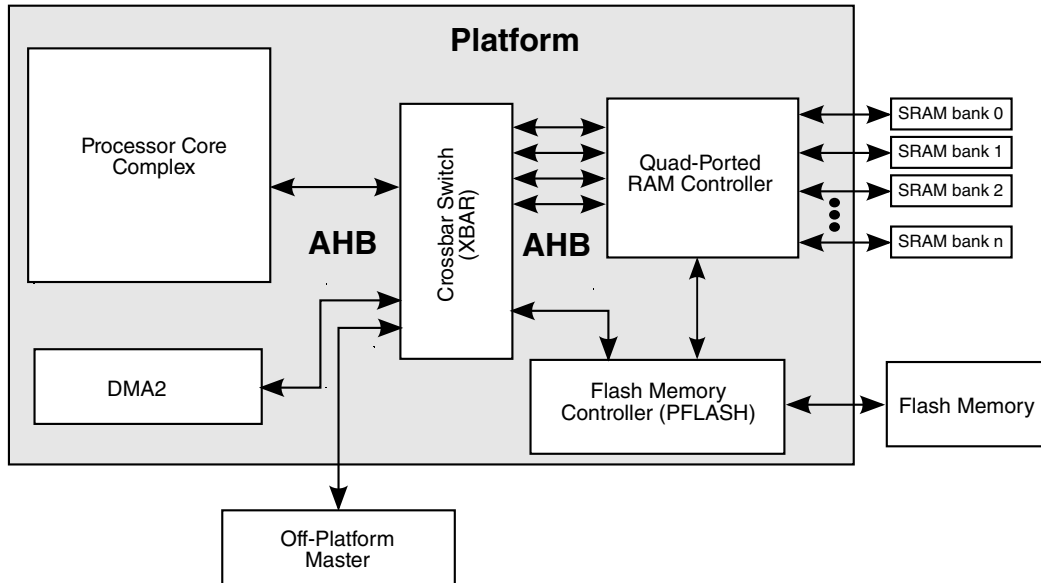 Platform
Processor Core
Complex
AHB
Crossbar Switch
(XBAR)
AHB
Quad-Ported
RAM Controller
SRAM bank 0
SRAM bank 1
SRAM bank 2
SRAM bank n
DMA2
Flash Memory
Controller (PFLASH)
Flash Memory
Off-Platform
Master